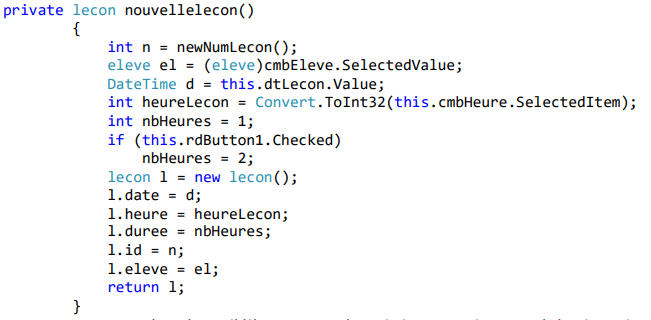 private lecon nouvellelecon()
{
int n = newNumLecon();
eleve el = (eleve)cmbEleve.SelectedValue;
DateTime d = this.dtLecon.Value;
int heureLecon = Convert.ToInt32(this.cmbHeure.SelectedItem);
int nbHeures = 1;
if (this.rdButton1.Checked)
nbHeures = 2;
lecon l = new lecon();
l.date = d;
l.heure = heureLecon;
l.duree = nbHeures;
l.id = n;
l.eleve = el;
return l;
}